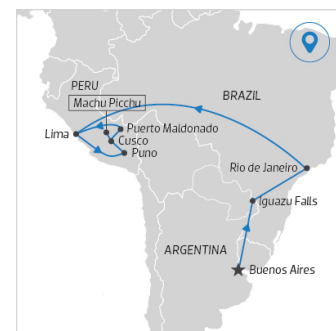 PERU
Machu Picchu
BRAZIL
Puerto Maldonado
Lima
Cusco
Puno
Rio de Janeiro
Iguazu Falls
ARGENTINA
Buenos Aires